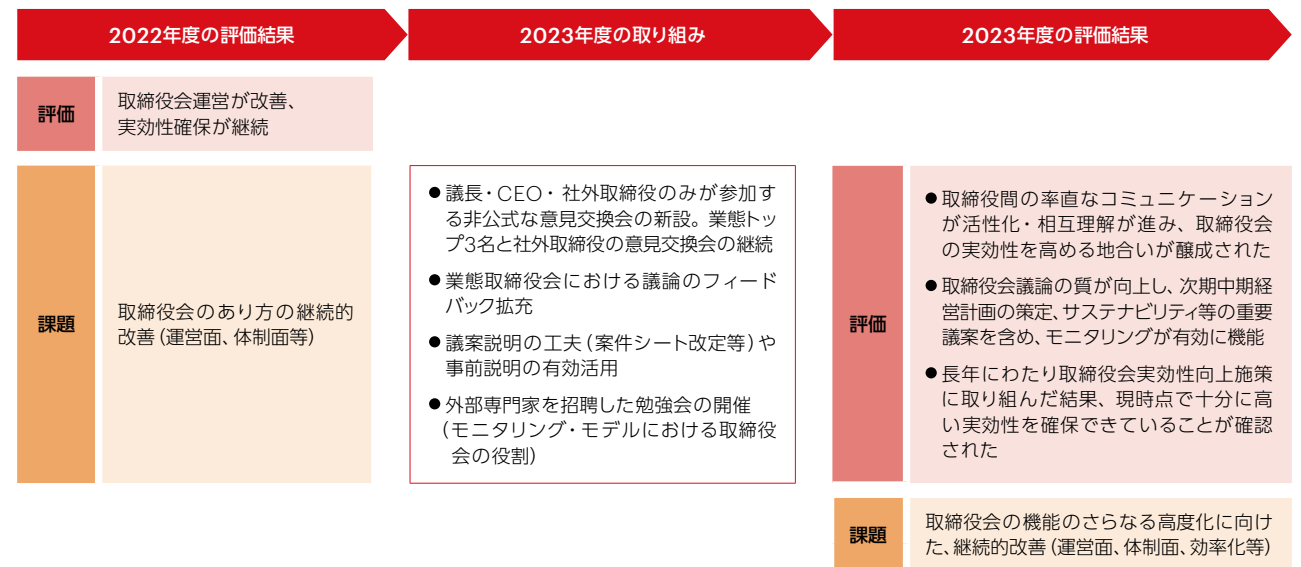 2022年度の評価結果
2023年度の取り組み
2023年度の評価結果
評価
取締役会運営が改善、
実効性確保が継続
課題
取締役会のあり方の継続的
改善（運営面、体制面等）
●議長・CEO・社外取締役のみが参加す
る非公式な意見交換会の新設。業態トッ
プ3名と社外取締役の意見交換会の継続
●業態取締役会における議論のフィード
バック拡充
●議案説明の工夫（案件シート改定等）や
事前説明の有効活用
●外部専門家を招聘した勉強会の開催
（モニタリング・モデルにおける取締役
会の役割）
評価
●取締役間の率直なコミュニケーション
が活性化・相互理解が進み、取締役会
の実効性を高める地合いが醸成された
●取締役会議論の質が向上し、次期中期経
営計画の策定、サステナビリティ等の重要
議案を含め、モニタリングが有効に機能
●長年にわたり取締役会実効性向上施策
に取り組んだ結果、現時点で十分に高
い実効性を確保できていることが確認
された
課題
取締役会の機能のさらなる高度化に向け
た、継続的改善（運営面、体制面、効率化等）